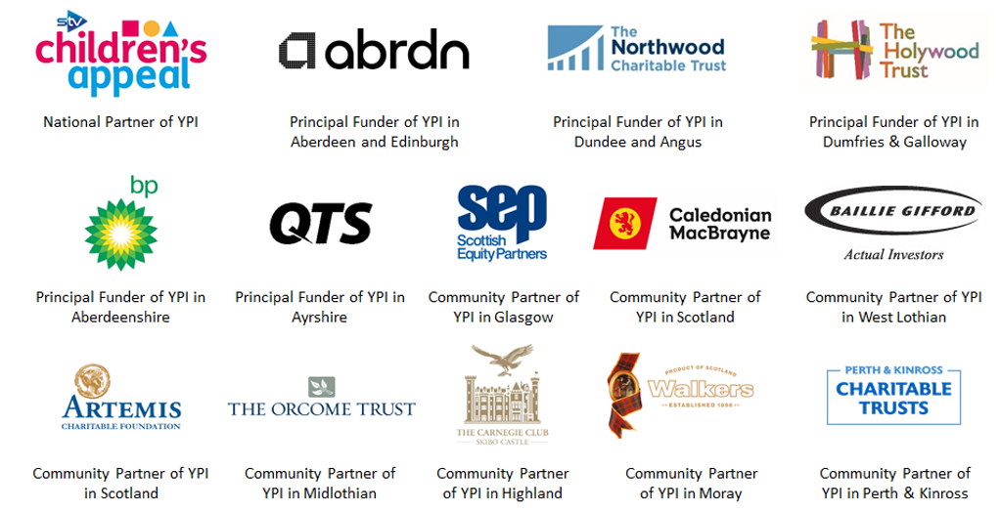 stv
children's
appeal
National Partner of YPI
abrdn
Principal Funder of YPI in
Aberdeen and Edinburgh
The
Northwood
Charitable Trust
Principal Funder of YPI in
Dundee and Angus
The
Holywood
Trust
Principal Funder of YPI in
Dumfries & Galloway
bp
Principal Funder of YPI in
Aberdeenshire
QTS
Principal Funder of YPI in
Ayrshire
sep
Scottish
Equity Partners
Community Partner of
YPI in Glasgow
Caledonian
MacBrayne
Community Partner of
YPI in Scotland
BAILLIE GIFFORD
Actual Investors
Community Partner of YPI
in West Lothian
ARTEMIS
CHARITABLE FOUNDATION
Community Partner of YPI
in Scotland
THE ORCOME TRUST
Community Partner of
YPI in Midlothian
THE CARNEGIE CLUB
SKIBO CASTLE
Community Partner
of YPI in Highland
PRODUCT OF SCOTLAND
Walkers
ESTABLISHED 1898
Community Partner
of YPI in Moray
PERTH & KINROSS
CHARITABLE
TRUSTS
Community Partner of
YPI in Perth & Kinross